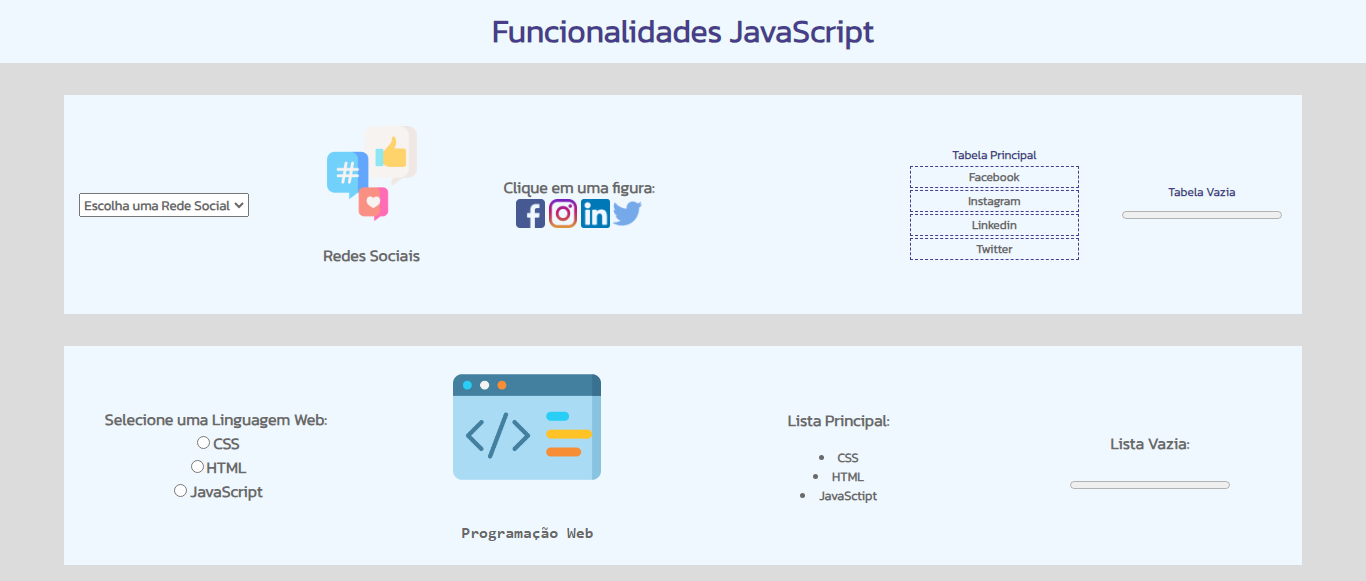 Funcionalidades JavaScript
Escolha uma Rede Social
#
Redes Sociais
Clique em uma figura:
f
in
Tabela Principal
Facebook
Instagram
Linkedin
Twitter
Tabela Vazia
Selecione uma Linguagem Web:
CSS
HTML
JavaScript
</>
Programação Web
Lista Principal:
• CSS
• HTML
• JavaSctipt
Lista Vazia: